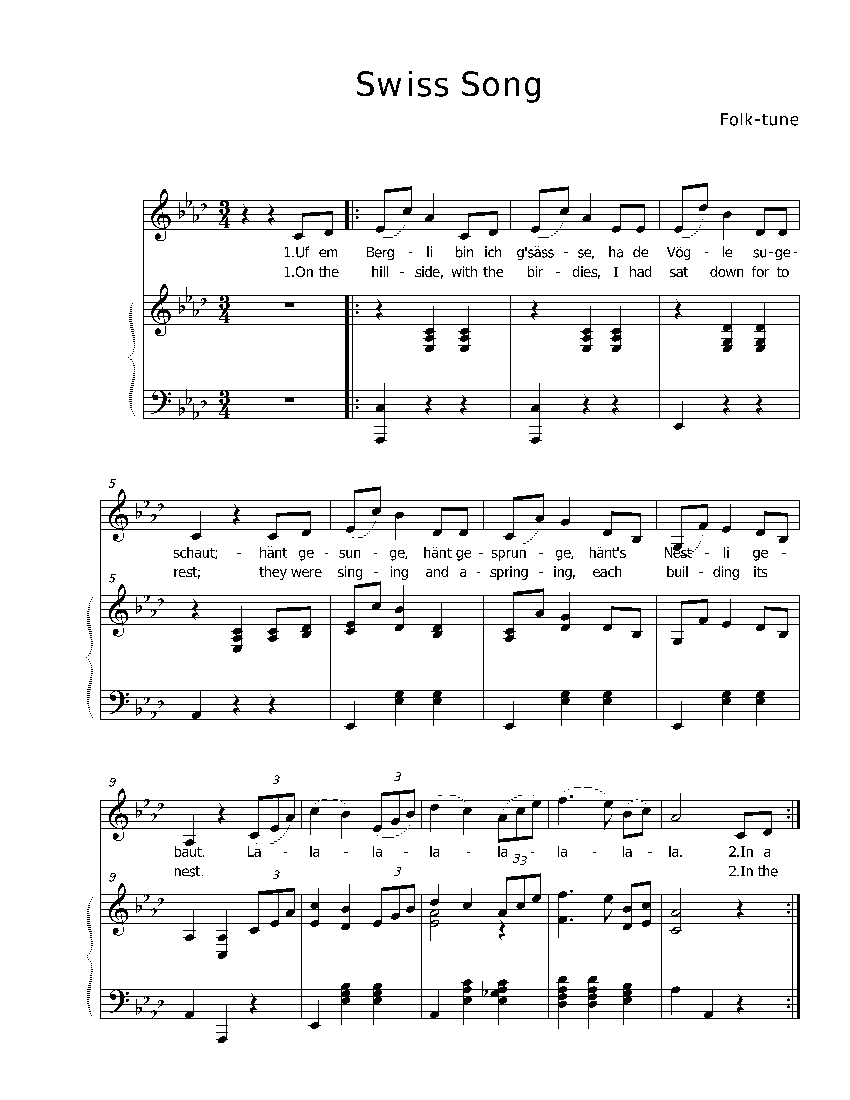 Swiss Song
Folk-tune
1.Uf em Berg - li bin ich g'säss - se, ha de Vög - le su-ge-
1.On the hill - side, with the bir - dies, I had sat down for to
5
schaut; - hänt ge - sun - ge, hänt ge - sprun - ge, hänt's Nest - li ge -
rest; they were sing - ing and a - spring - ing, each buil - ding its
5
9
3 3
baut. La - la - la - la - la - la - la - la. 2.In a
nest. 2.In the
33
9
3 3